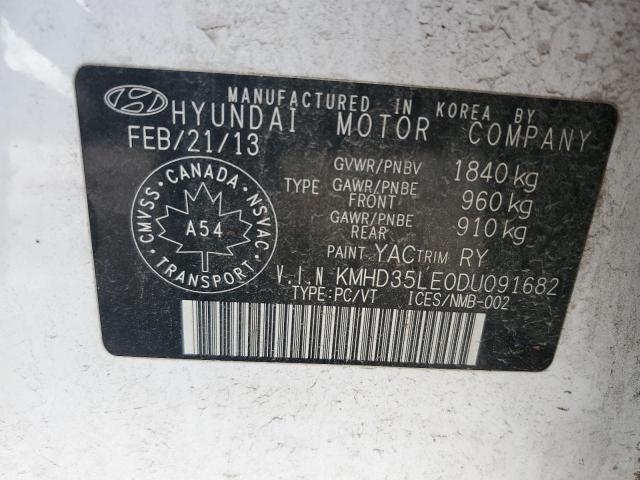 MANUFACTURED IN KOREA BY
HYUNDAI MOTOR COMPANY
FEB/21/13
GVWR/PNBV 1840 kg
TYPE GAWR/PNBE FRONT 960 kg
GAWR/PNBE REAR 910 kg
PAINT YAC TRIM RY
V.I.N KMHD35LE0DU091682
TYPE:PC/VT ICES/NMB-002
CMVSS CANADA NSVAC
A54
TRANSPORT